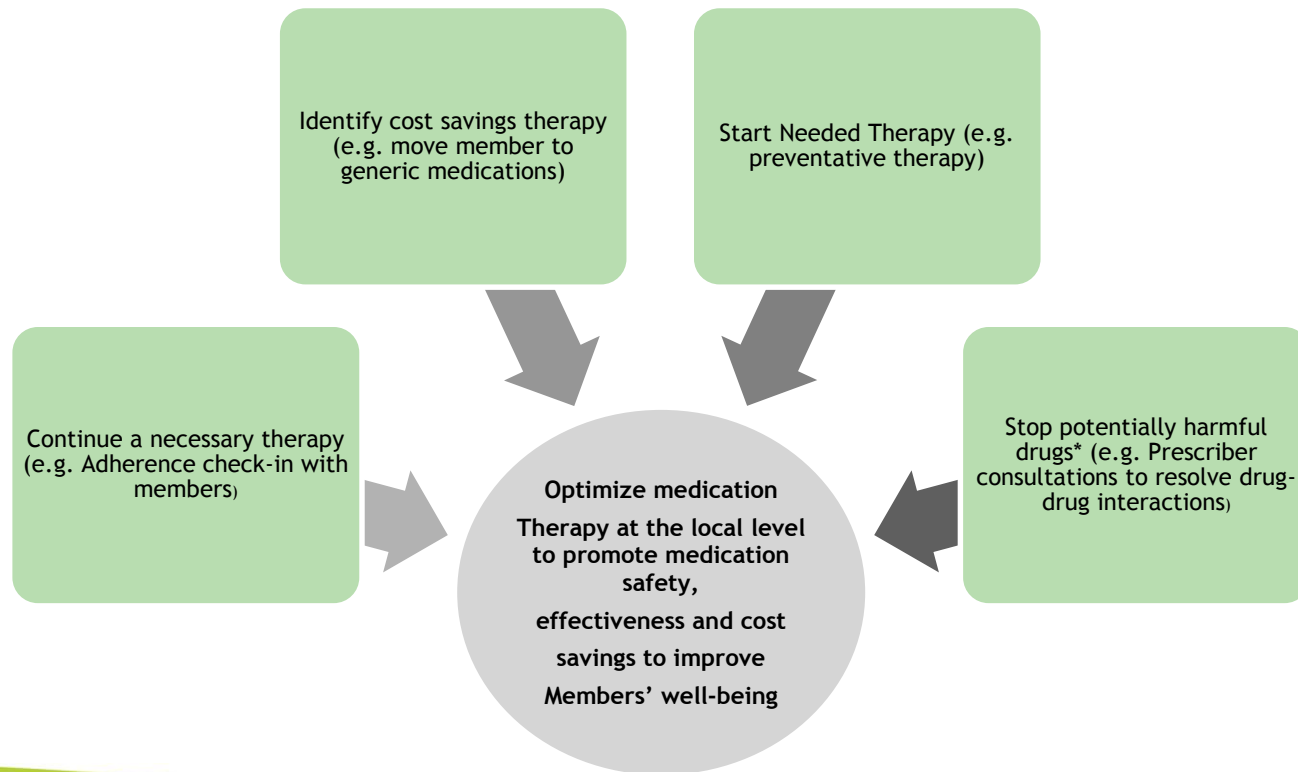 Identify cost savings therapy
(e.g. move member to
generic medications)
Start Needed Therapy (e.g.
preventative therapy)
Continue a necessary therapy
(e.g. Adherence check-in with
members)
Stop potentially harmful
drugs* (e.g. Prescriber
consultations to resolve drug-
drug interactions)
Optimize medication
Therapy at the local level
to promote medication
safety,
effectiveness and cost
savings to improve
Members’ well-being